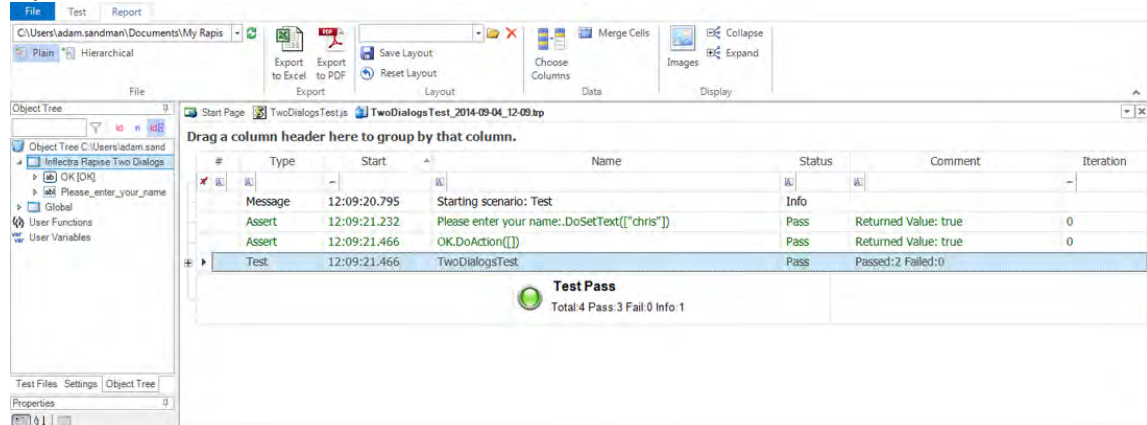 File Test Report
C:\Users\adam.sandman\Documents\My Rapis
Plain Hierarchical
File
Export to Excel
Export to PDF
Export
Save Layout
Reset Layout
Layout
Choose Columns
Merge Cells
Data
Images
Collapse
Expand
Display
Object Tree
id n id
Object Tree C:\Users\adam.sand
Inflectra Rapise Two Dialogs
OK [OK]
Please_enter_your_name
Global
User Functions
User Variables
Test Files Settings Object Tree
Properties
Start Page TwoDialogsTest.js TwoDialogsTest_2014-09-04_12-09.trp
Drag a column header here to group by that column.
# Type Start Name Status Comment Iteration
Message 12:09:20.795 Starting scenario: Test Info
Assert 12:09:21.232 Please enter your name:.DoSetText(["chris"]) Pass Returned Value: true 0
Assert 12:09:21.466 OK.DoAction([]) Pass Returned Value: true 0
Test 12:09:21.466 TwoDialogsTest Pass Passed:2 Failed:0
Test Pass
Total:4 Pass:3 Fail:0 Info:1